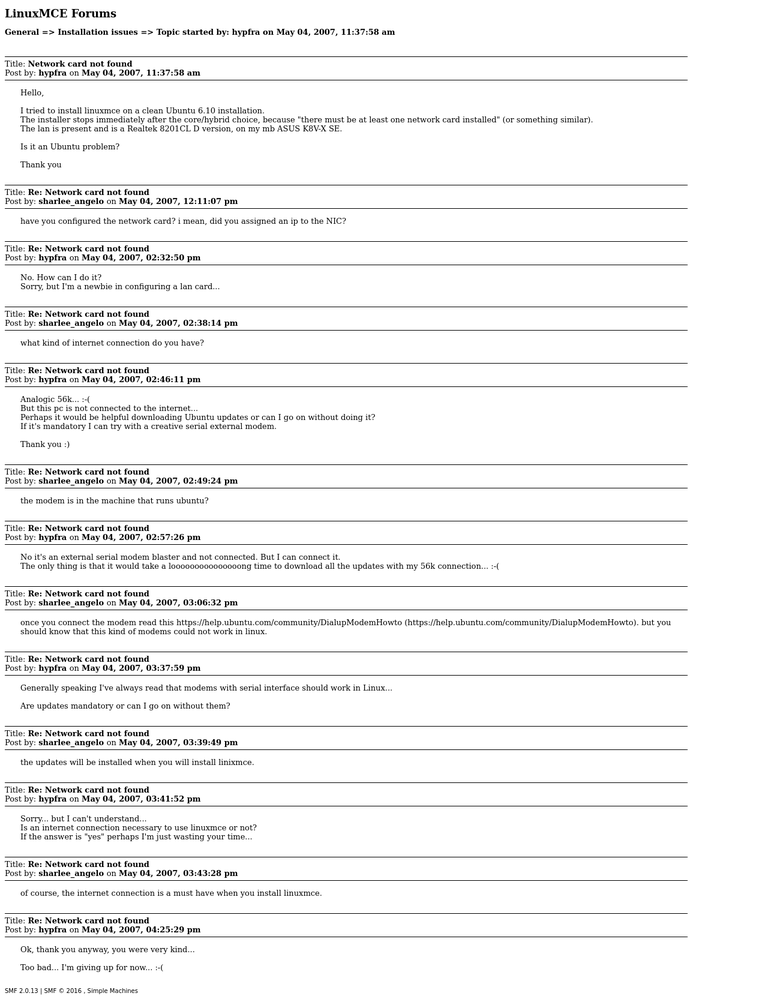 LinuxMCE Forums
General => Installation issues => Topic started by: hypfra on May 04, 2007, 11:37:58 am
Title: Network card not found
Post by: hypfra on May 04, 2007, 11:37:58 am
Hello,
I tried to install linuxmce on a clean Ubuntu 6.10 installation.
The installer stops immediately after the core/hybrid choice, because "there must be at least one network card installed" (or something similar).
The lan is present and is a Realtek 8201CL D version, on my mb ASUS K8V-X SE.
Is it an Ubuntu problem?
Thank you
Title: Re: Network card not found
Post by: sharlee_angelo on May 04, 2007, 12:11:07 pm
have you configured the network card? i mean, did you assigned an ip to the NIC?
Title: Re: Network card not found
Post by: hypfra on May 04, 2007, 02:32:50 pm
No. How can I do it?
Sorry, but I'm a newbie in configuring a lan card...
Title: Re: Network card not found
Post by: sharlee_angelo on May 04, 2007, 02:38:14 pm
what kind of internet connection do you have?
Title: Re: Network card not found
Post by: hypfra on May 04, 2007, 02:46:11 pm
Analogic 56k... :-(
But this pc is not connected to the internet...
Perhaps it would be helpful downloading Ubuntu updates or can I go on without doing it?
If it's mandatory I can try with a creative serial external modem.
Thank you :)
Title: Re: Network card not found
Post by: sharlee_angelo on May 04, 2007, 02:49:24 pm
the modem is in the machine that runs ubuntu?
Title: Re: Network card not found
Post by: hypfra on May 04, 2007, 02:57:26 pm
No it's an external serial modem blaster and not connected. But I can connect it.
The only thing is that it would take a looooooooooooooong time to download all the updates with my 56k connection... :-(
Title: Re: Network card not found
Post by: sharlee_angelo on May 04, 2007, 03:06:32 pm
once you connect the modem read this https://help.ubuntu.com/community/DialupModemHowto (https://help.ubuntu.com/community/DialupModemHowto). but you
should know that this kind of modems could not work in linux.
Title: Re: Network card not found
Post by: hypfra on May 04, 2007, 03:37:59 pm
Generally speaking I've always read that modems with serial interface should work in Linux...
Are updates mandatory or can I go on without them?
Title: Re: Network card not found
Post by: sharlee_angelo on May 04, 2007, 03:39:49 pm
the updates will be installed when you will install linixmce.
Title: Re: Network card not found
Post by: hypfra on May 04, 2007, 03:41:52 pm
Sorry... but I can't understand...
Is an internet connection necessary to use linuxmce or not?
If the answer is "yes" perhaps I'm just wasting your time...
Title: Re: Network card not found
Post by: sharlee_angelo on May 04, 2007, 03:43:28 pm
of course, the internet connection is a must have when you install linuxmce.
Title: Re: Network card not found
Post by: hypfra on May 04, 2007, 04:25:29 pm
Ok, thank you anyway, you were very kind...
Too bad... I'm giving up for now... :-(
SMF 2.0.13 | SMF © 2016 , Simple Machines